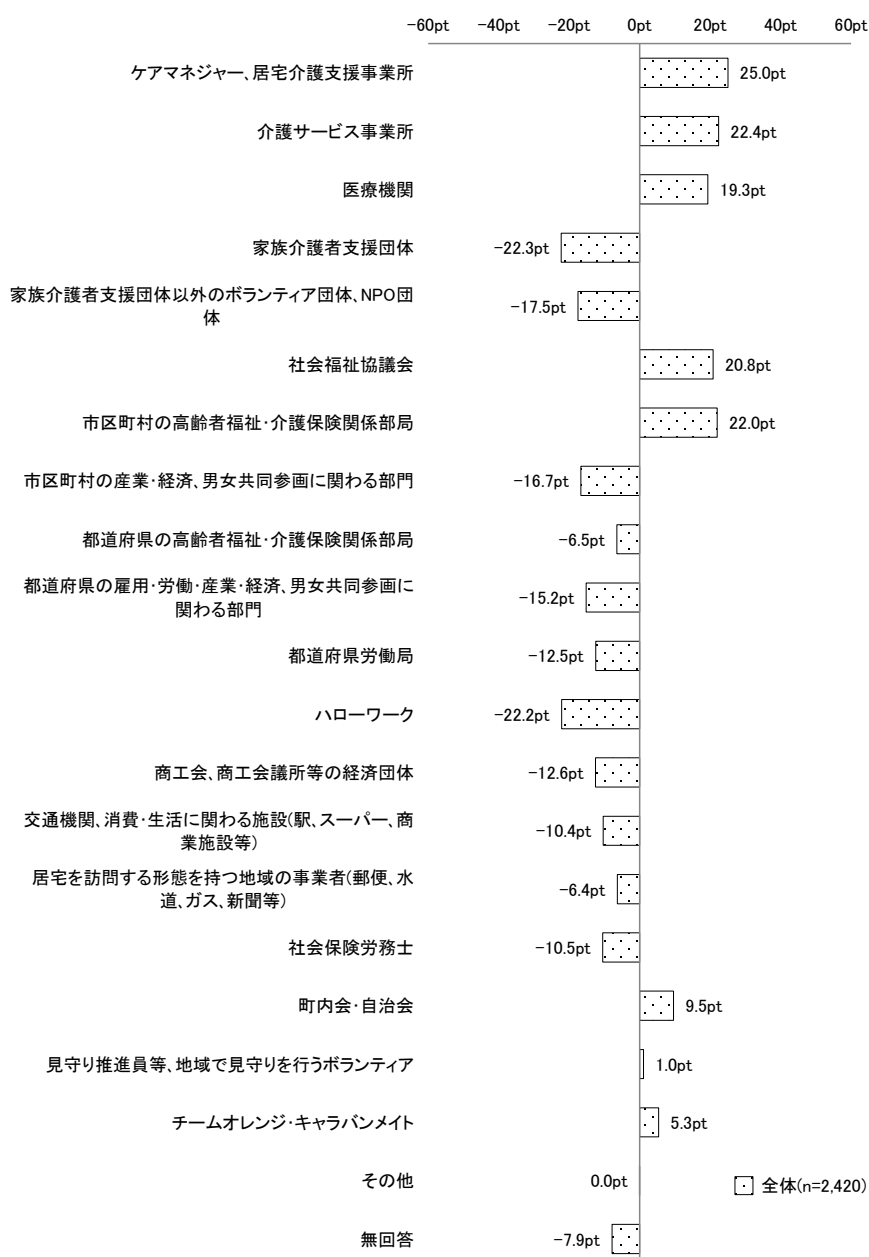 -60pt -40pt -20pt 0pt 20pt 40pt 60pt
ケアマネジャー、居宅介護支援事業所 25.0pt
介護サービス事業所 22.4pt
医療機関 19.3pt
家族介護者支援団体 -22.3pt
家族介護者支援団体以外のボランティア団体、NPO団
体 -17.5pt
社会福祉協議会 20.8pt
市区町村の高齢者福祉・介護保険関係部局 22.0pt
市区町村の産業・経済、男女共同参画に関わる部門 -16.7pt
都道府県の高齢者福祉・介護保険関係部局 -6.5pt
都道府県の雇用・労働・産業・経済、男女共同参画に
関わる部門 -15.2pt
都道府県労働局 -12.5pt
ハローワーク -22.2pt
商工会、商工会議所等の経済団体 -12.6pt
交通機関、消費・生活に関わる施設(駅、スーパー、商
業施設等) -10.4pt
居宅を訪問する形態を持つ地域の事業者(郵便、水
道、ガス、新聞等) -6.4pt
社会保険労務士 -10.5pt
町内会・自治会 9.5pt
見守り推進員等、地域で見守りを行うボランティア 1.0pt
チームオレンジ・キャラバンメイト 5.3pt
その他 0.0pt
全体(n=2,420)
無回答 -7.9pt